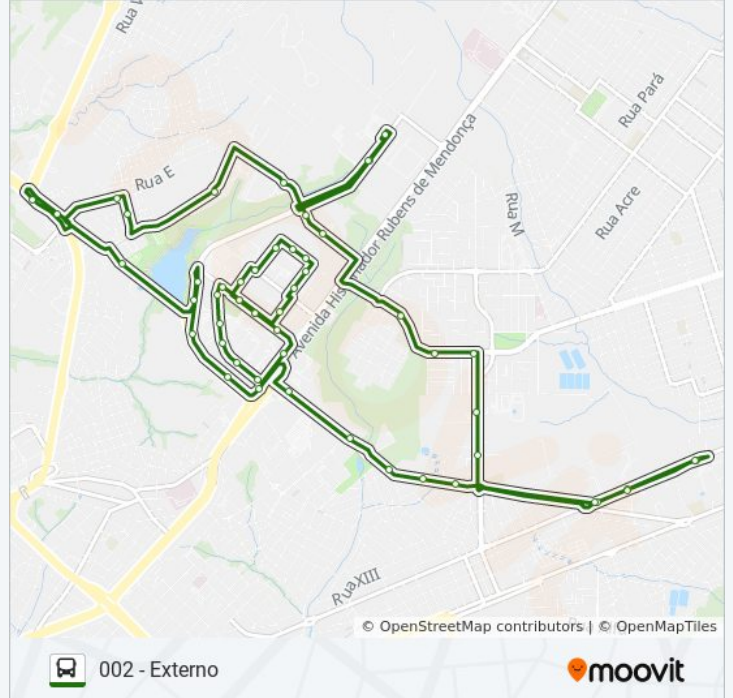 Rua
Rua E
Avenida Historiador Rubens de Mendonça
Rua M
Rua Pará
Rua Acre
Rua XIII
© OpenStreetMap contributors | © OpenMapTiles
002 - Externo
moovit